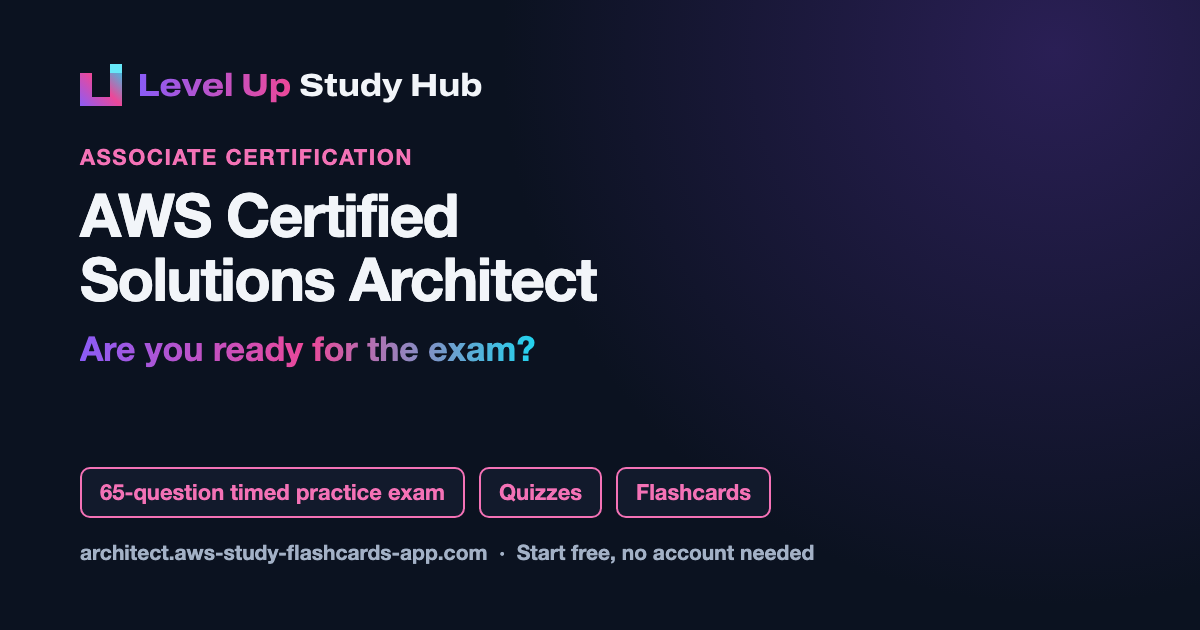 Level Up Study Hub
ASSOCIATE CERTIFICATION
AWS Certified
Solutions Architect
Are you ready for the exam?
65-question timed practice exam
Quizzes
Flashcards
architect.aws-study-flashcards-app.com · Start free, no account needed